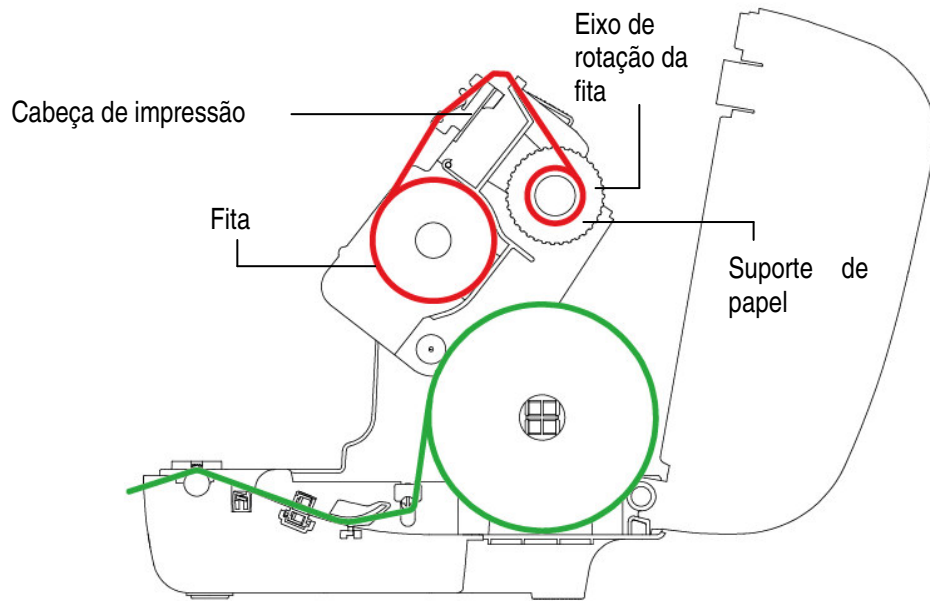 Eixo de
rotação da
fita
Cabeça de impressão
Fita
Suporte de
papel